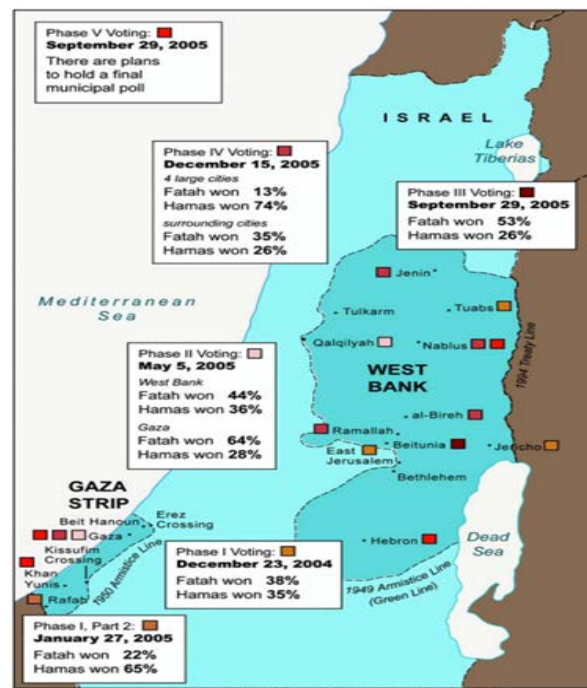 Phase V Voting:
September 29, 2005
There are plans
to hold a final
municipal poll
ISRAEL
Lake
Tiberias
Phase IV Voting:
December 15, 2005
4 large cities
Fatah won 13%
Hamas won 74%
surrounding cities
Fatah won 35%
Hamas won 26%
Phase III Voting:
September 29, 2005
Fatah won 53%
Hamas won 26%
Mediterranean
Sea
Jenin
Tulkarm
Tuabs
Qalqilyah
Nablus
1994 Treaty Line
WEST
BANK
Phase II Voting:
May 5, 2005
West Bank
Fatah won 44%
Hamas won 36%
Gaza
Fatah won 64%
Hamas won 28%
al-Bireh
Ramallah
Beitunia
Jericho
East
Jerusalem
Bethlehem
GAZA
STRIP
Beit Hanoun
Erez
Crossing
Gaza
Kissufim
Crossing
Khan
Yunis
Rafab
1950 Armistice Line
Hebron
Dead
Sea
1949 Armistice Line
(Green Line)
Phase I Voting:
December 23, 2004
Fatah won 38%
Hamas won 35%
Phase I, Part 2:
January 27, 2005
Fatah won 22%
Hamas won 65%